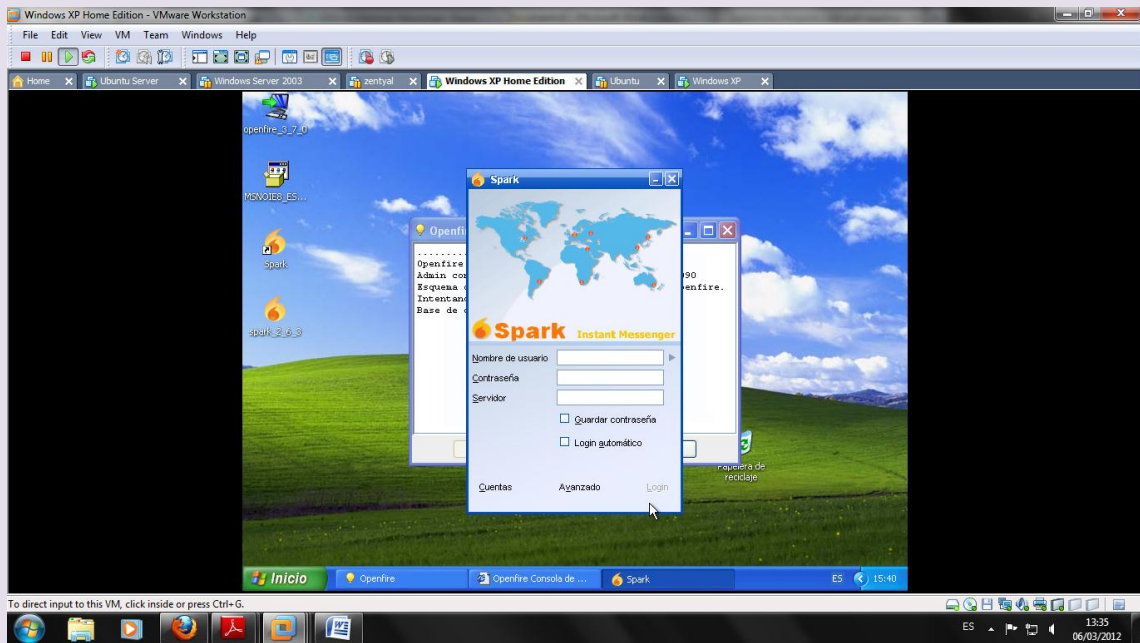 Windows XP Home Edition - VMware Workstation
File Edit View VM Team Windows Help
Home Ubuntu Server Windows Server 2003 zentyal Windows XP Home Edition Ubuntu Windows XP
openfire_3_7_0
MSNOIE8_ES...
Spark
spark_2_6_3
Openfi
Openfire
Admin con
90
Esquema
enfire.
Intentand
Base de
Spark
Spark Instant Messenger
Nombre de usuario
Contraseña
Servidor
Guardar contraseña
Login automático
Cuentas Avanzado Login
Papelera de
reciclaje
Inicio Openfire Openfire Consola de ... Spark ES 15:40
To direct input to this VM, click inside or press Ctrl+G.
ES 13:35
06/03/2012